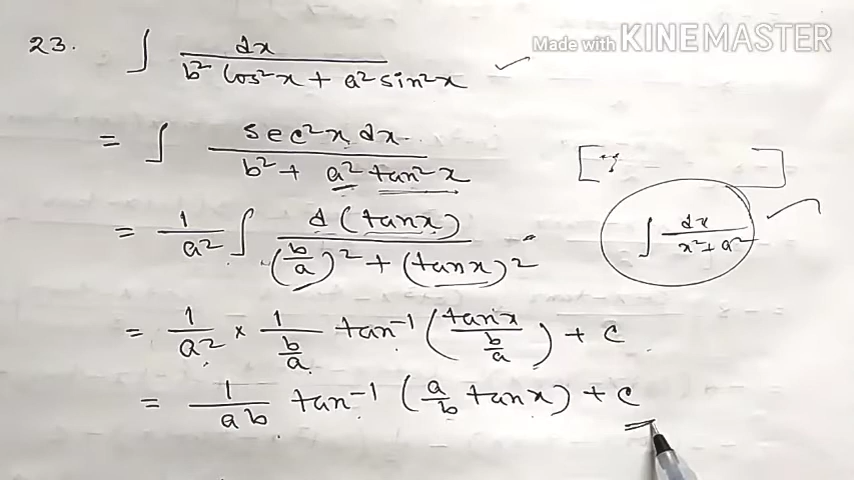 Made with KINEMASTER
23. ∫ dx / (b² cos²x + a² sin²x)
= ∫ sec²x dx / (b² + a² tan²x)
= 1/a² ∫ d(tanx) / ((b/a)² + (tanx)²)
[∵ ]
∫ dx / (x² + a²)
= 1/a² × 1/(b/a) tan⁻¹ (tanx / (b/a)) + c
= 1/ab tan⁻¹ (a/b tanx) + c